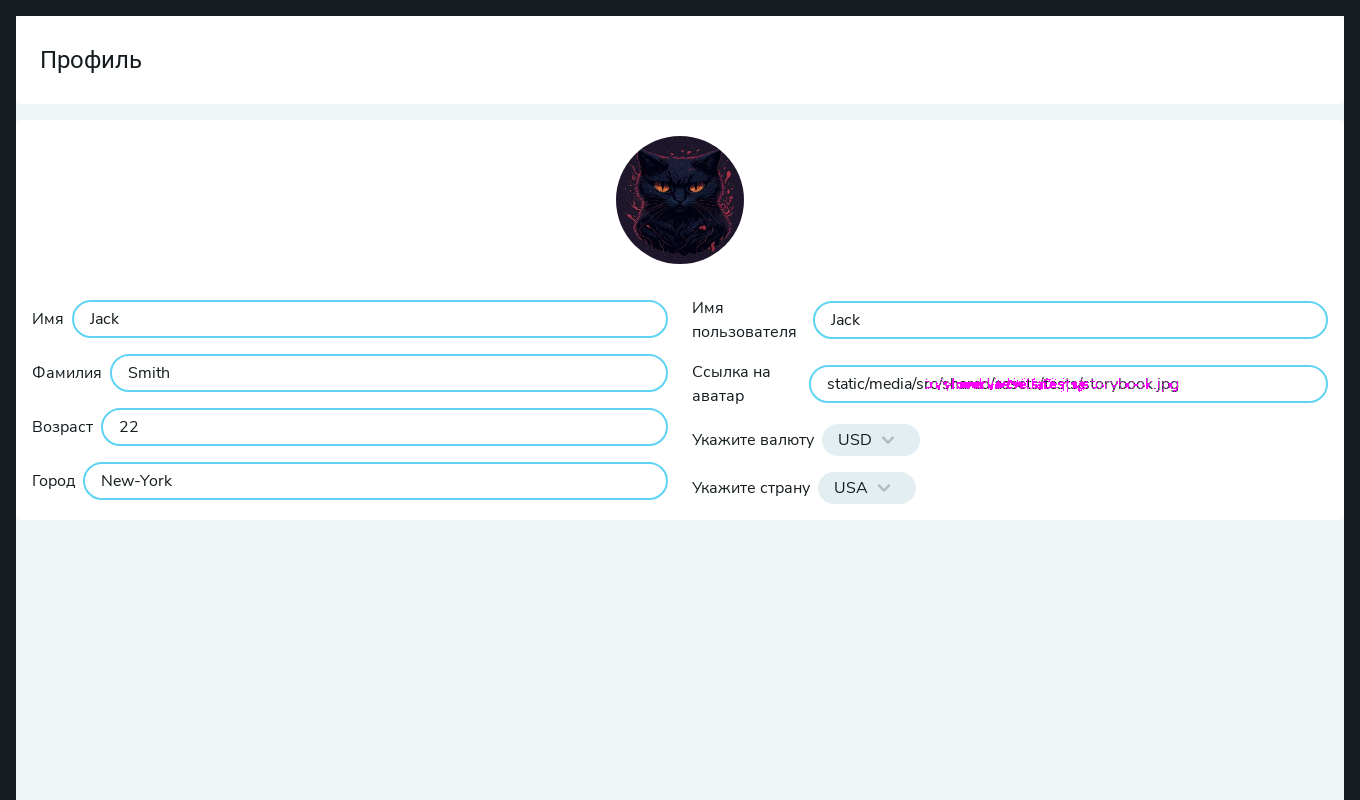 Профиль
Имя Jack
Фамилия Smith
Возраст 22
Город New-York
Имя
пользователя Jack
Ссылка на
аватар static/media/src/shared/assets/tests/storybook.jpg
Укажите валюту USD
Укажите страну USA